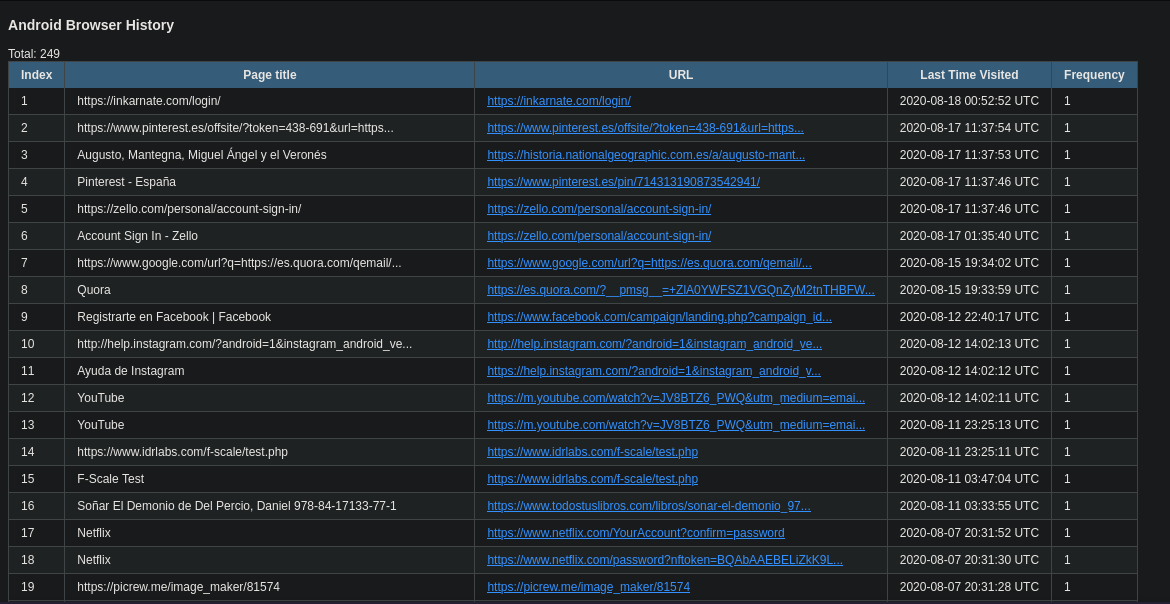 Android Browser History
Total: 249
Index Page title URL Last Time Visited Frequency
1 https://inkarnate.com/login/ https://inkarnate.com/login/ 2020-08-18 00:52:52 UTC 1
2 https://www.pinterest.es/offsite/?token=438-691&url=https... https://www.pinterest.es/offsite/?token=438-691&url=https... 2020-08-17 11:37:54 UTC 1
3 Augusto, Mantegna, Miguel Ángel y el Veronés https://historia.nationalgeographic.com.es/a/augusto-mant... 2020-08-17 11:37:53 UTC 1
4 Pinterest - España https://www.pinterest.es/pin/714313190873542941/ 2020-08-17 11:37:46 UTC 1
5 https://zello.com/personal/account-sign-in/ https://zello.com/personal/account-sign-in/ 2020-08-17 11:37:46 UTC 1
6 Account Sign In - Zello https://zello.com/personal/account-sign-in/ 2020-08-17 01:35:40 UTC 1
7 https://www.google.com/url?q=https://es.quora.com/qemail/... https://www.google.com/url?q=https://es.quora.com/qemail/... 2020-08-15 19:34:02 UTC 1
8 Quora https://es.quora.com/?__pmsg__=+ZlA0YWFSZ1VGQnZyM2tnTHBFW... 2020-08-15 19:33:59 UTC 1
9 Registrarte en Facebook | Facebook https://www.facebook.com/campaign/landing.php?campaign_id... 2020-08-12 22:40:17 UTC 1
10 http://help.instagram.com/?android=1&instagram_android_ve... http://help.instagram.com/?android=1&instagram_android_ve... 2020-08-12 14:02:13 UTC 1
11 Ayuda de Instagram https://help.instagram.com/?android=1&instagram_android_v... 2020-08-12 14:02:12 UTC 1
12 YouTube https://m.youtube.com/watch?v=JV8BTZ6_PWQ&utm_medium=emai... 2020-08-12 14:02:11 UTC 1
13 YouTube https://m.youtube.com/watch?v=JV8BTZ6_PWQ&utm_medium=emai... 2020-08-11 23:25:13 UTC 1
14 https://www.idrlabs.com/f-scale/test.php https://www.idrlabs.com/f-scale/test.php 2020-08-11 23:25:11 UTC 1
15 F-Scale Test https://www.idrlabs.com/f-scale/test.php 2020-08-11 03:47:04 UTC 1
16 Soñar El Demonio de Del Percio, Daniel 978-84-17133-77-1 https://www.todostuslibros.com/libros/sonar-el-demonio_97... 2020-08-11 03:33:55 UTC 1
17 Netflix https://www.netflix.com/YourAccount?confirm=password 2020-08-07 20:31:52 UTC 1
18 Netflix https://www.netflix.com/password?nftoken=BQAbAAEBELiZkK9L... 2020-08-07 20:31:30 UTC 1
19 https://picrew.me/image_maker/81574 https://picrew.me/image_maker/81574 2020-08-07 20:31:28 UTC 1